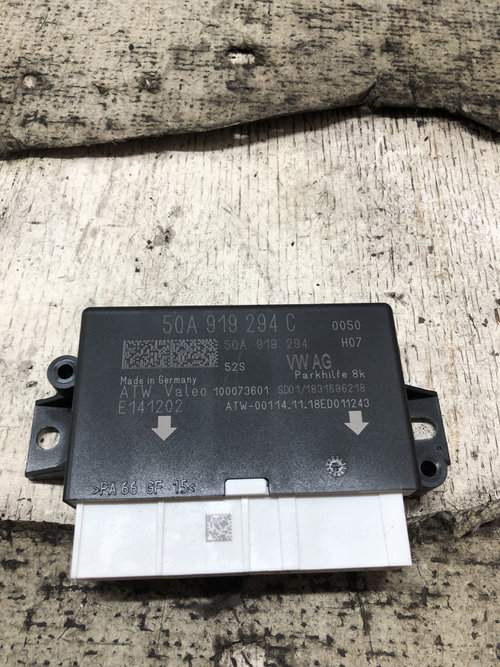 5QA 919 294 C 0050
5QA 919 294 H07
52S VW AG
Parkhilfe 8k
Made in Germany
ATW Valeo 100073601 SD01/1831696218
E141202 ATW-00114.11.18ED011243
>PA 66 GF 15<